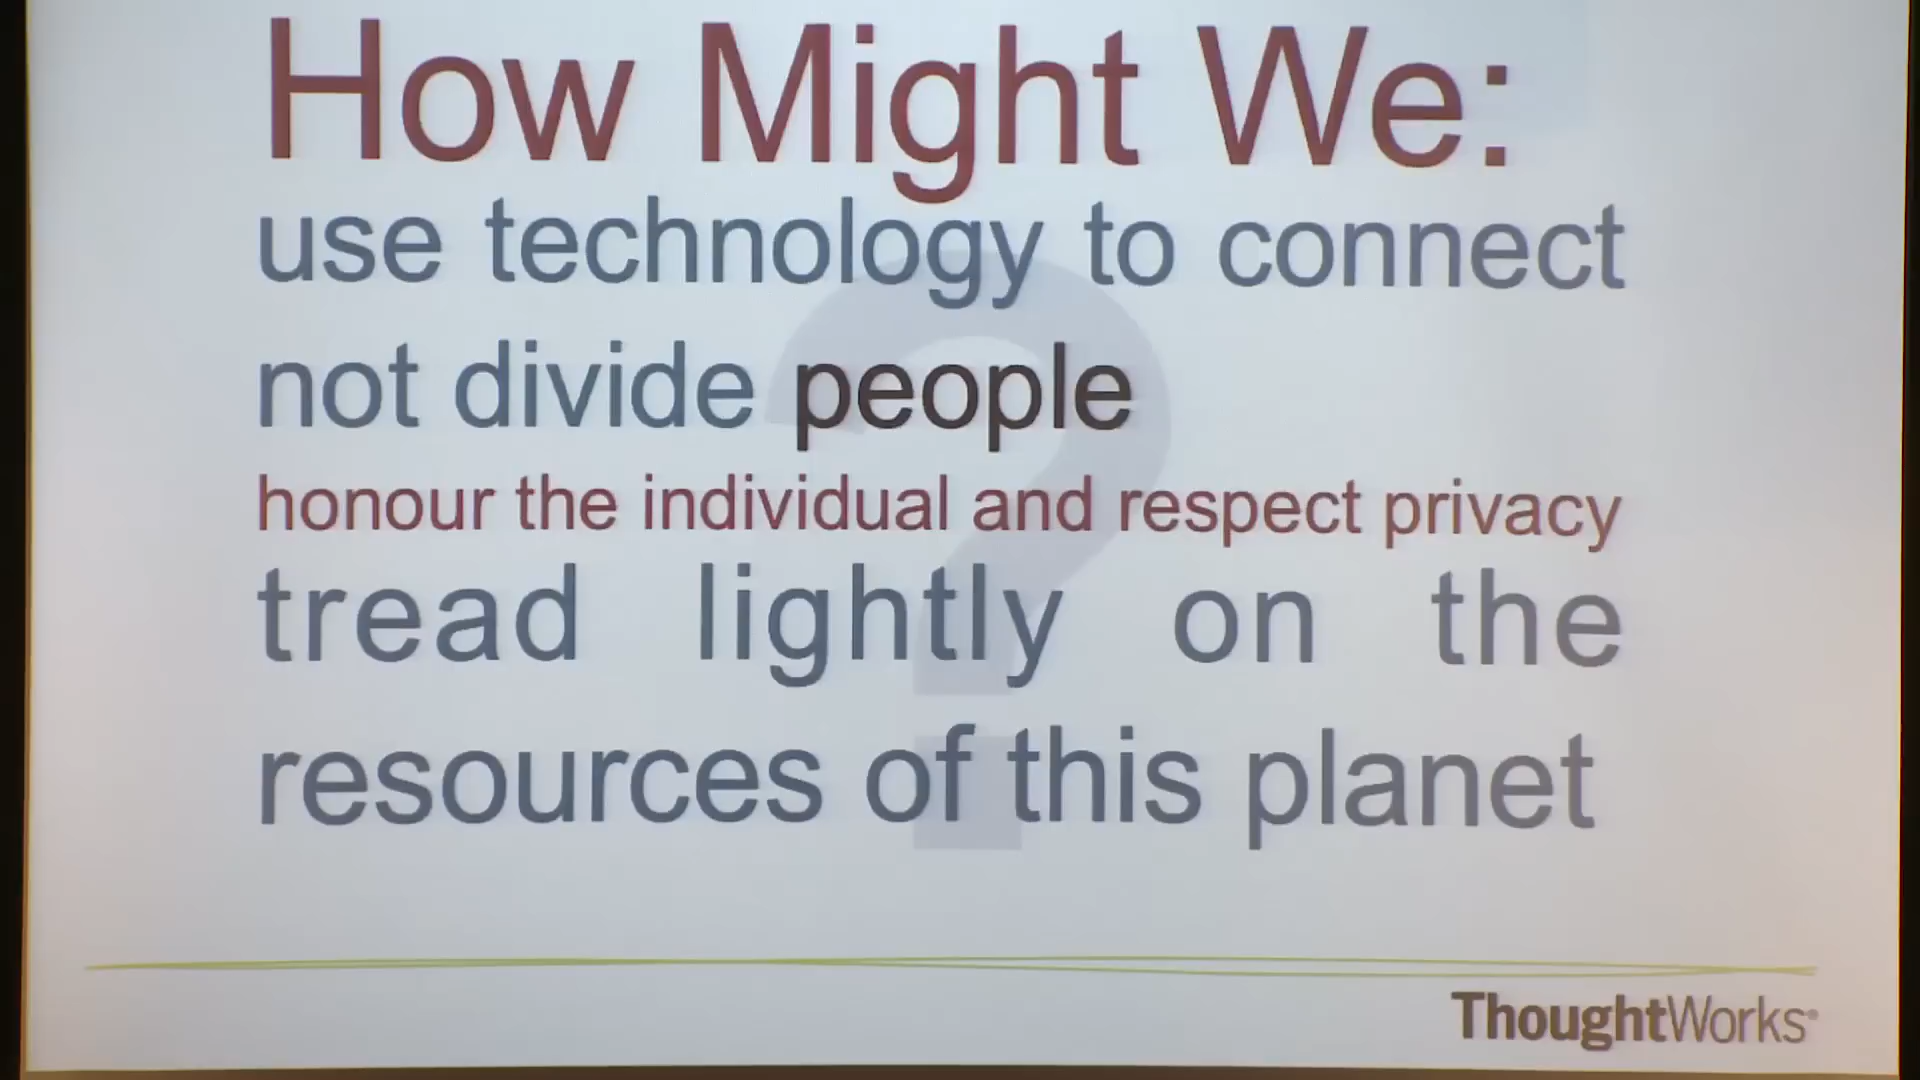 How Might We:
use technology to connect
not divide people
honour the individual and respect privacy
tread lightly on the
resources of this planet
?
ThoughtWorks®